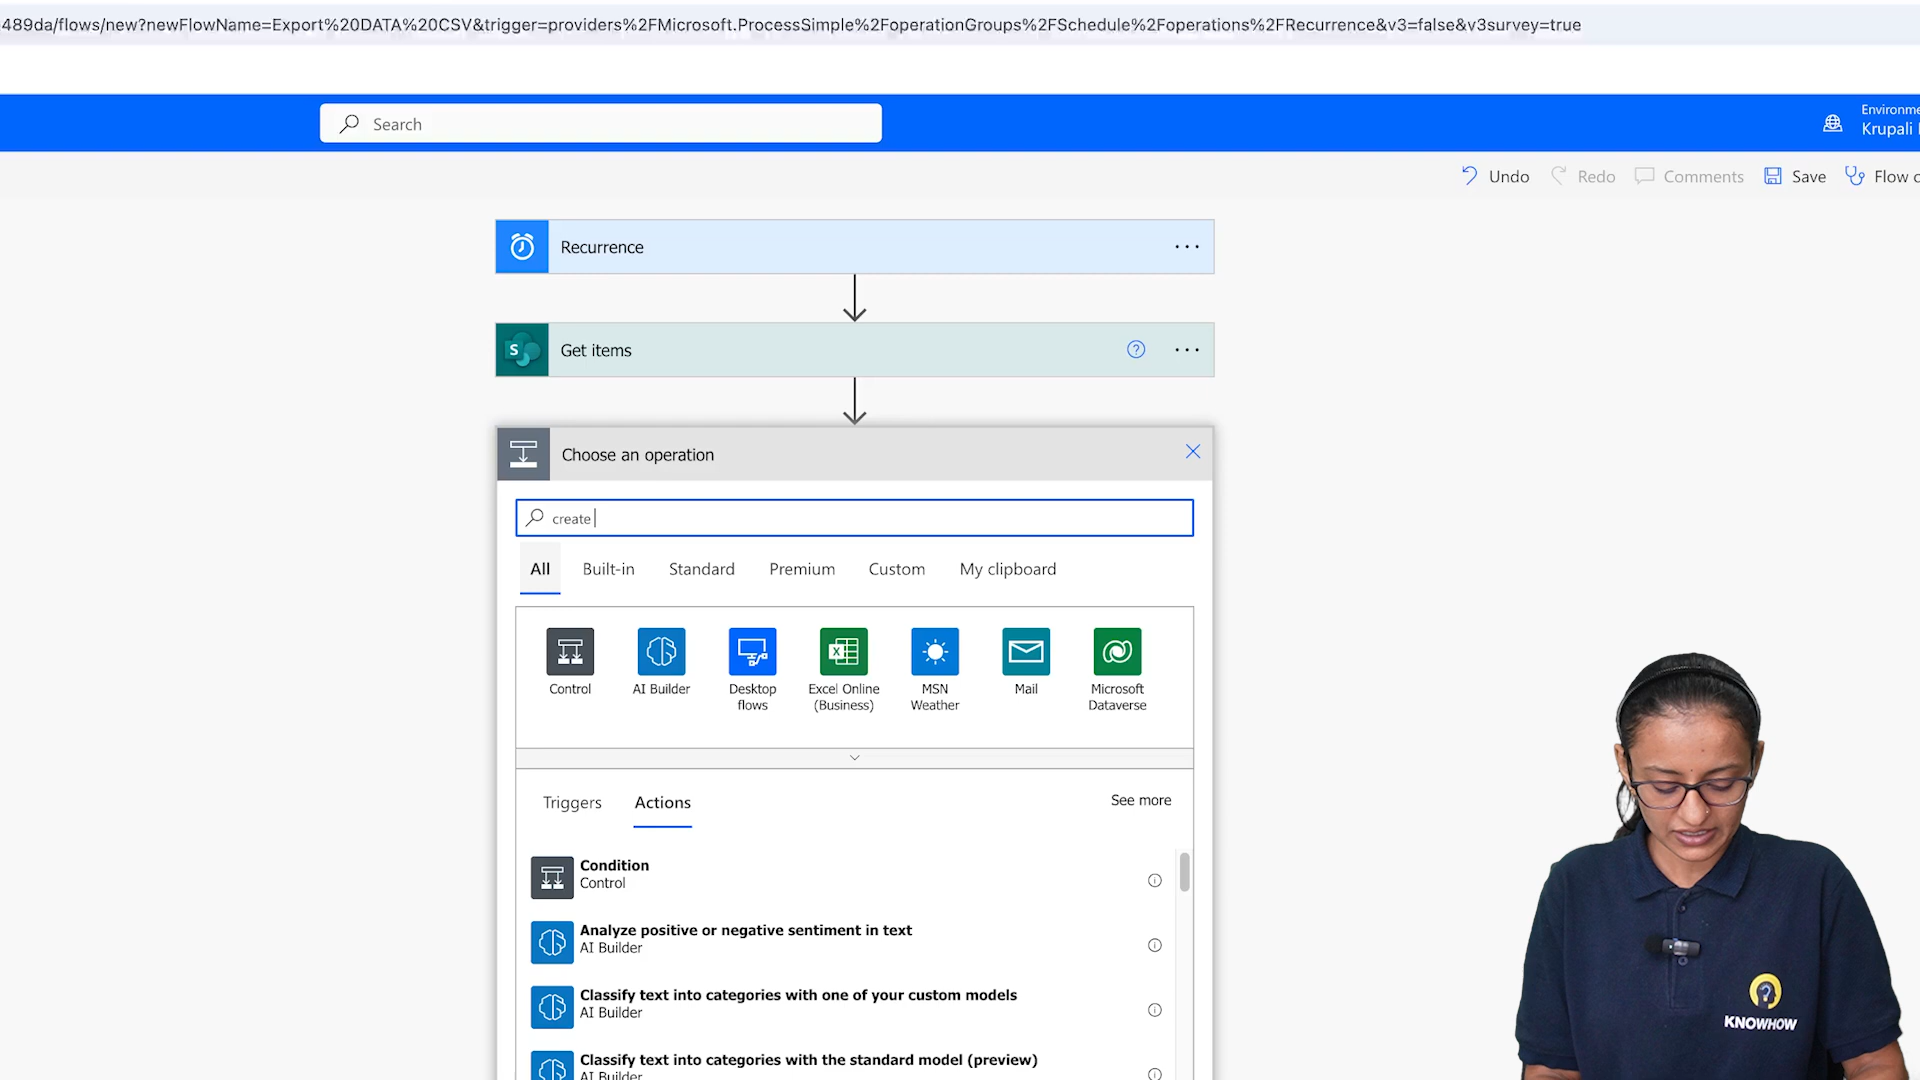 489da/flows/new?newFlowName=Export%20DATA%20CSV&trigger=providers%2FMicrosoft.ProcessSimple%2FoperationGroups%2FSchedule%2Foperations%2FRecurrence&v3=false&v3survey=true
Search
Environme
Krupali
Undo
Redo
Comments
Save
Flow c
Recurrence
S
Get items
?
Choose an operation
create
All
Built-in
Standard
Premium
Custom
My clipboard
Control
AI Builder
Desktop
flows
Excel Online
(Business)
MSN
Weather
Mail
Microsoft
Dataverse
Triggers
Actions
See more
Condition
Control
Analyze positive or negative sentiment in text
AI Builder
Classify text into categories with one of your custom models
AI Builder
Classify text into categories with the standard model (preview)
AI Builder
KNOWHOW